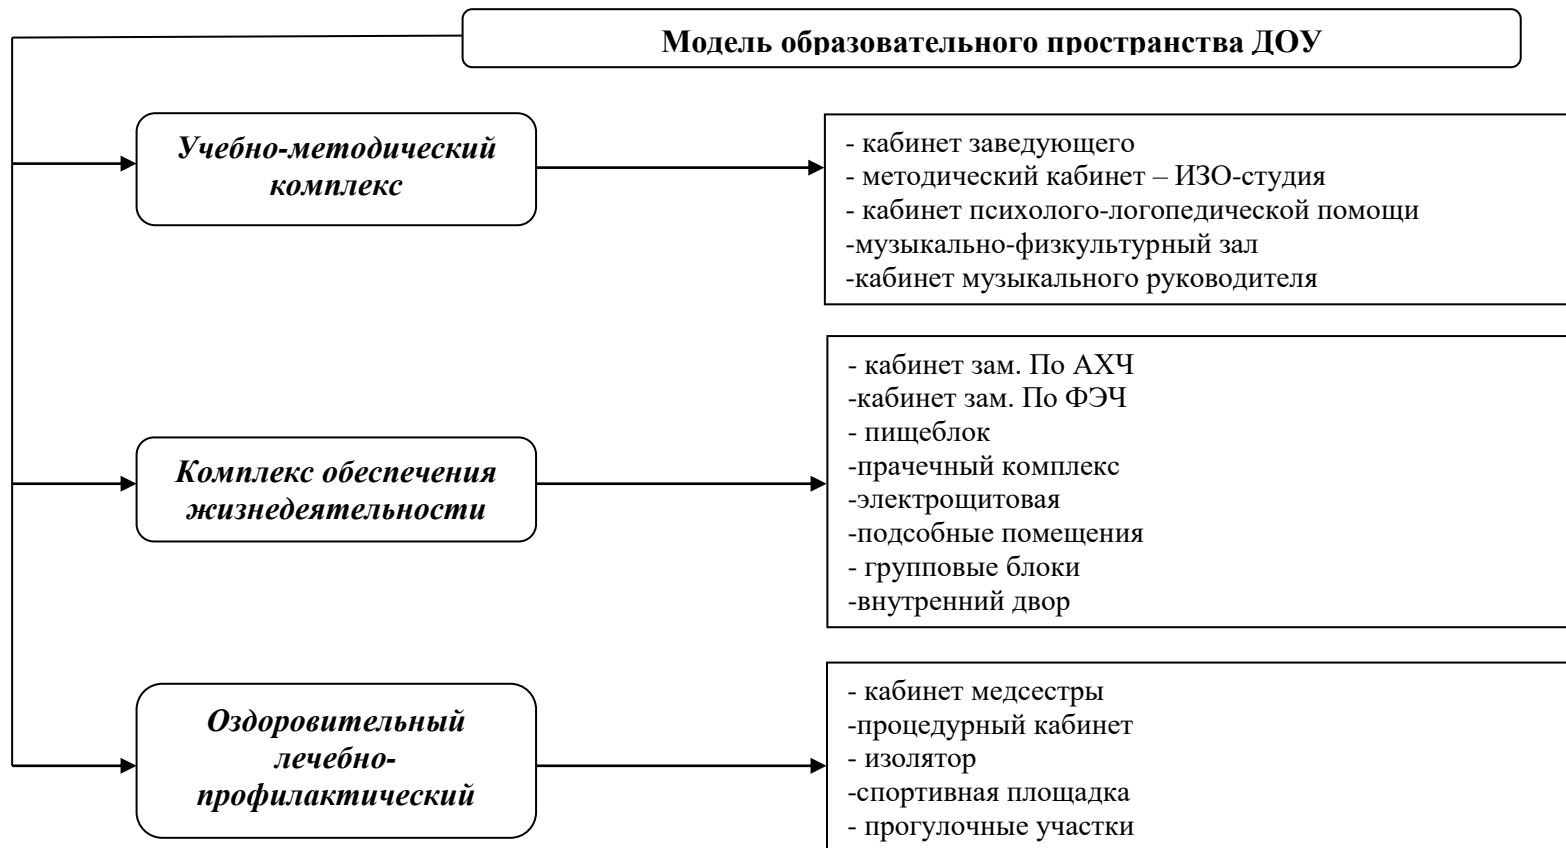 Модель образовательного пространства ДОУ
Учебно-методический
комплекс
- кабинет заведующего
- методический кабинет – ИЗО-студия
- кабинет психолого-логопедической помощи
-музыкально-физкультурный зал
-кабинет музыкального руководителя
Комплекс обеспечения
жизнедеятельности
- кабинет зам. По АХЧ
-кабинет зам. По ФЭЧ
- пищеблок
-прачечный комплекс
-электрощитовая
-подсобные помещения
- групповые блоки
-внутренний двор
Оздоровительный
лечебно-
профилактический
- кабинет медсестры
-процедурный кабинет
- изолятор
-спортивная площадка
- прогулочные участки